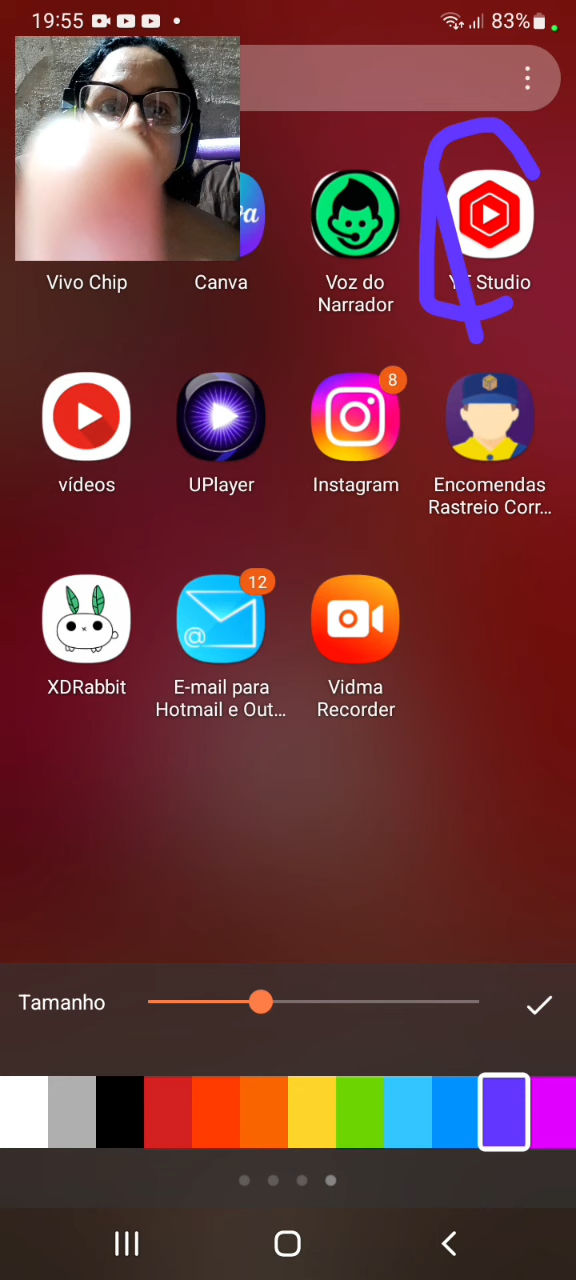 19:55
83%
Vivo Chip
Canva
Voz do
Narrador
Studio
vídeos
UPlayer
8
Instagram
Encomendas
Rastreio Corr...
XDRabbit
12
@
E-mail para
Hotmail e Out...
Vidma
Recorder
Tamanho